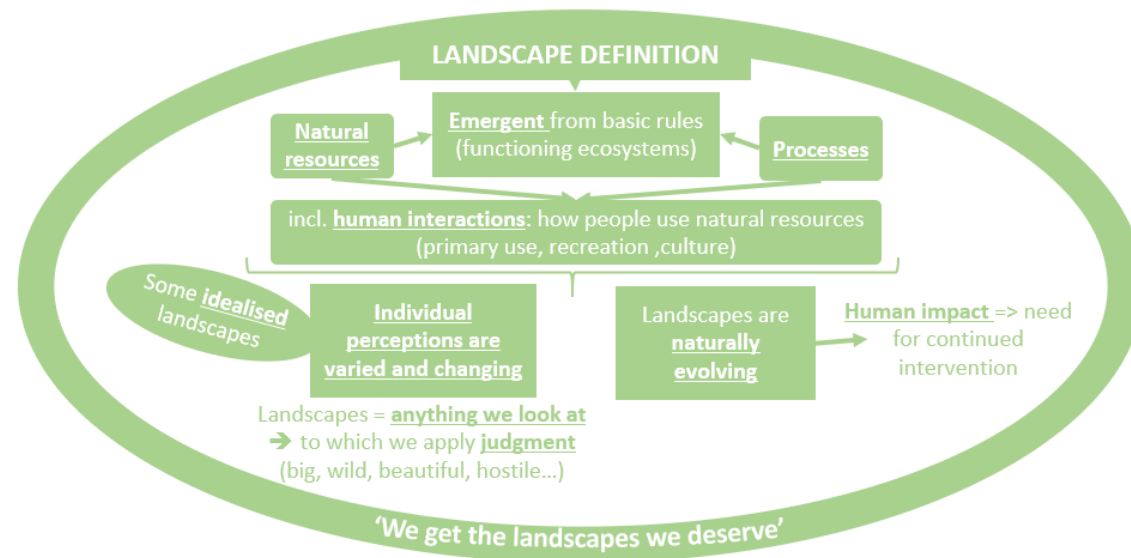 LANDSCAPE DEFINITION
Natural
resources
Emergent from basic rules
(functioning ecosystems)
Processes
incl. human interactions: how people use natural resources
(primary use, recreation ,culture)
Some idealised
landscapes
Individual
perceptions are
varied and changing
Landscapes are
naturally
evolving
Human impact => need
for continued
intervention
Landscapes = anything we look at
➔ to which we apply judgment
(big, wild, beautiful, hostile...)
'We get the landscapes we deserve'